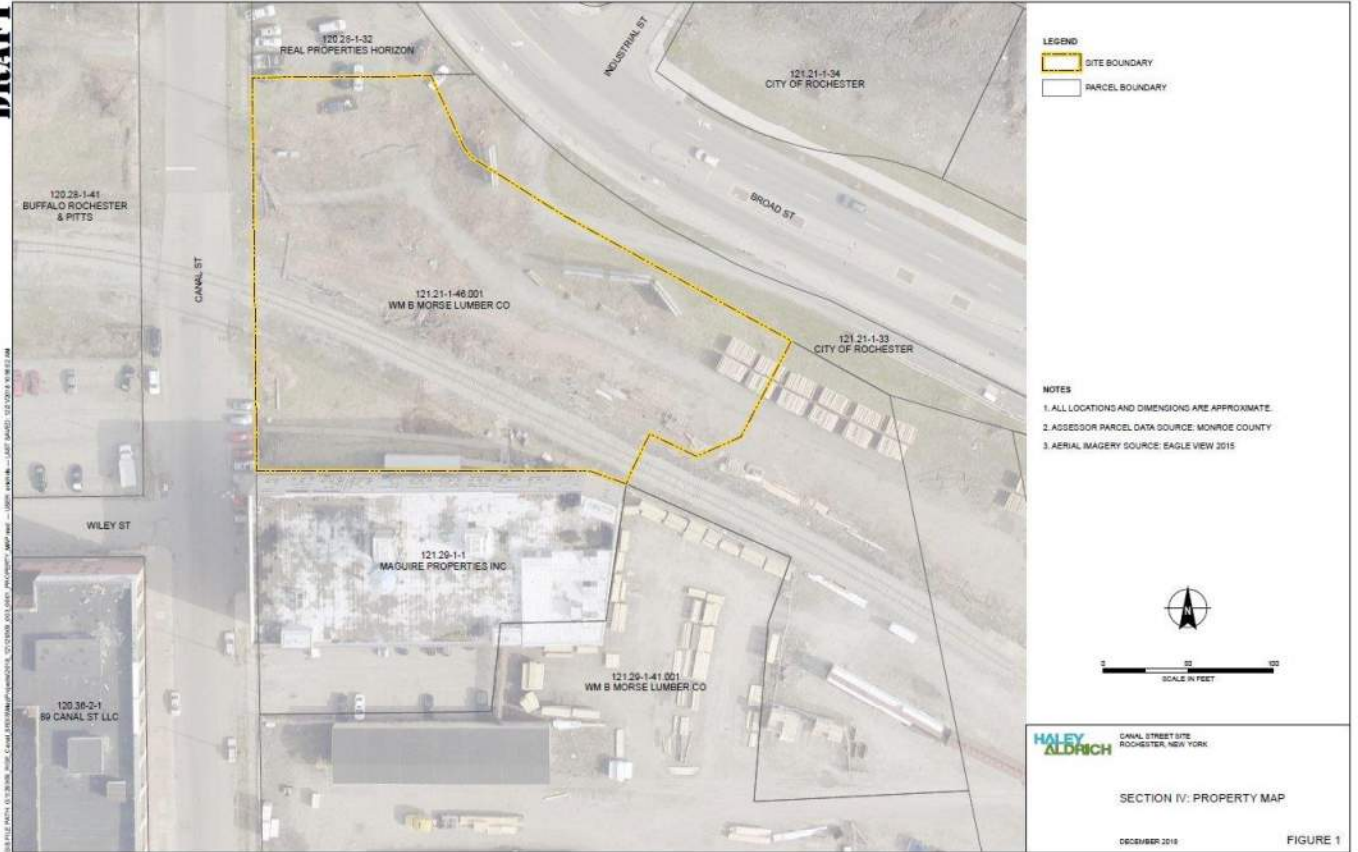 DRAFT
120.28-1-32
REAL PROPERTIES HORIZON
INDUSTRIAL ST
121.21-1-34
CITY OF ROCHESTER
120.28-1-41
BUFFALO ROCHESTER
& PITTS
CANAL ST
BROAD ST
121.21-1-46.001
WM B MORSE LUMBER CO
121.21-1-33
CITY OF ROCHESTER
WILEY ST
121.29-1-1
MAGUIRE PROPERTIES INC
121.29-1-41.001
WM B MORSE LUMBER CO
120.36-2-1
89 CANAL ST LLC
LEGEND
SITE BOUNDARY
PARCEL BOUNDARY
NOTES
1. ALL LOCATIONS AND DIMENSIONS ARE APPROXIMATE.
2. ASSESSOR PARCEL DATA SOURCE: MONROE COUNTY
3. AERIAL IMAGERY SOURCE: EAGLE VIEW 2015
N
0 50 100
SCALE IN FEET
HALEY
ALDRICH
CANAL STREET SITE
ROCHESTER, NEW YORK
SECTION IV: PROPERTY MAP
DECEMBER 2018
FIGURE 1